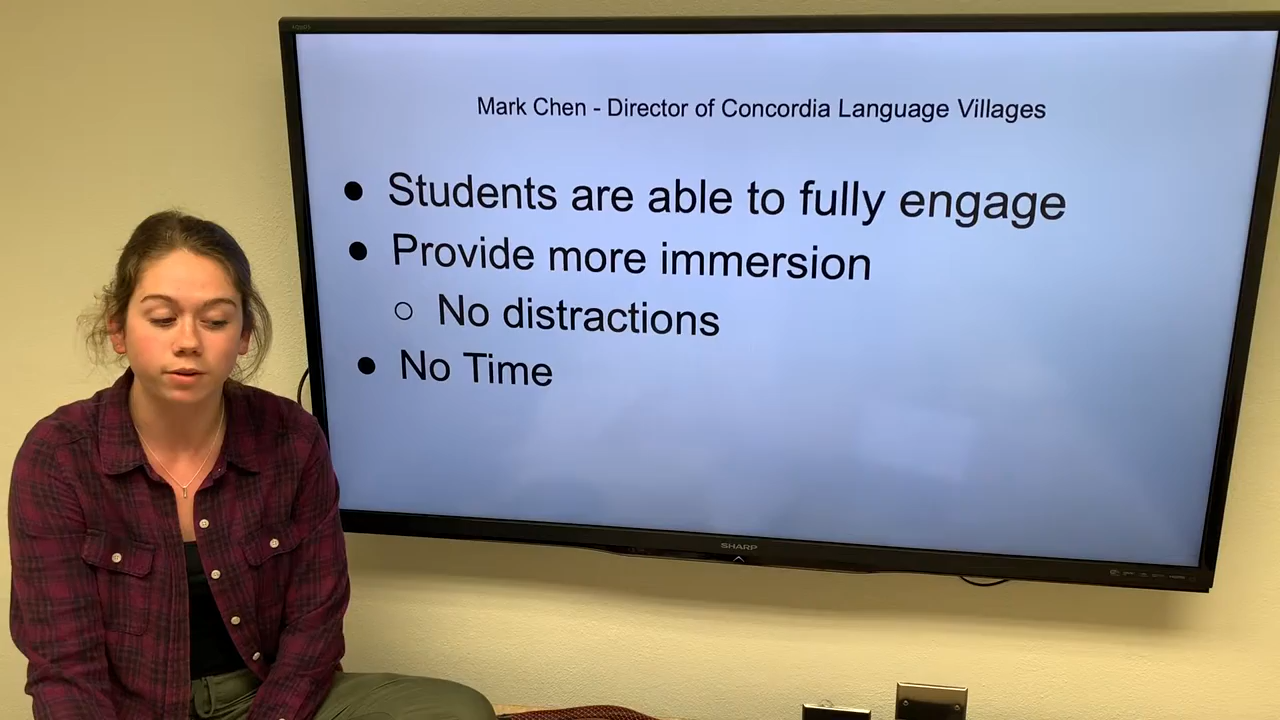 Mark Chen - Director of Concordia Language Villages
● Students are able to fully engage
● Provide more immersion
○ No distractions
● No Time
SHARP